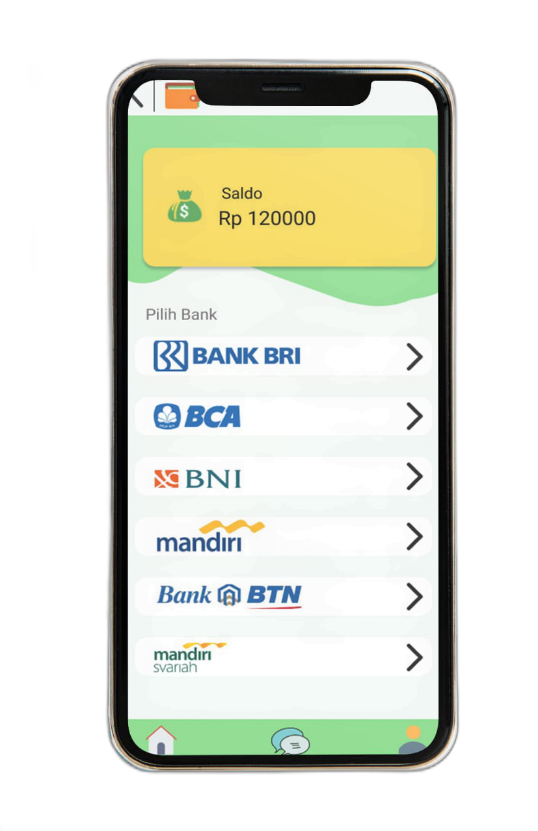 $
Saldo
Rp 120000
Pilih Bank
BANK BRI
BCA
BNI
mandiri
Bank BTN
mandiri
syariah